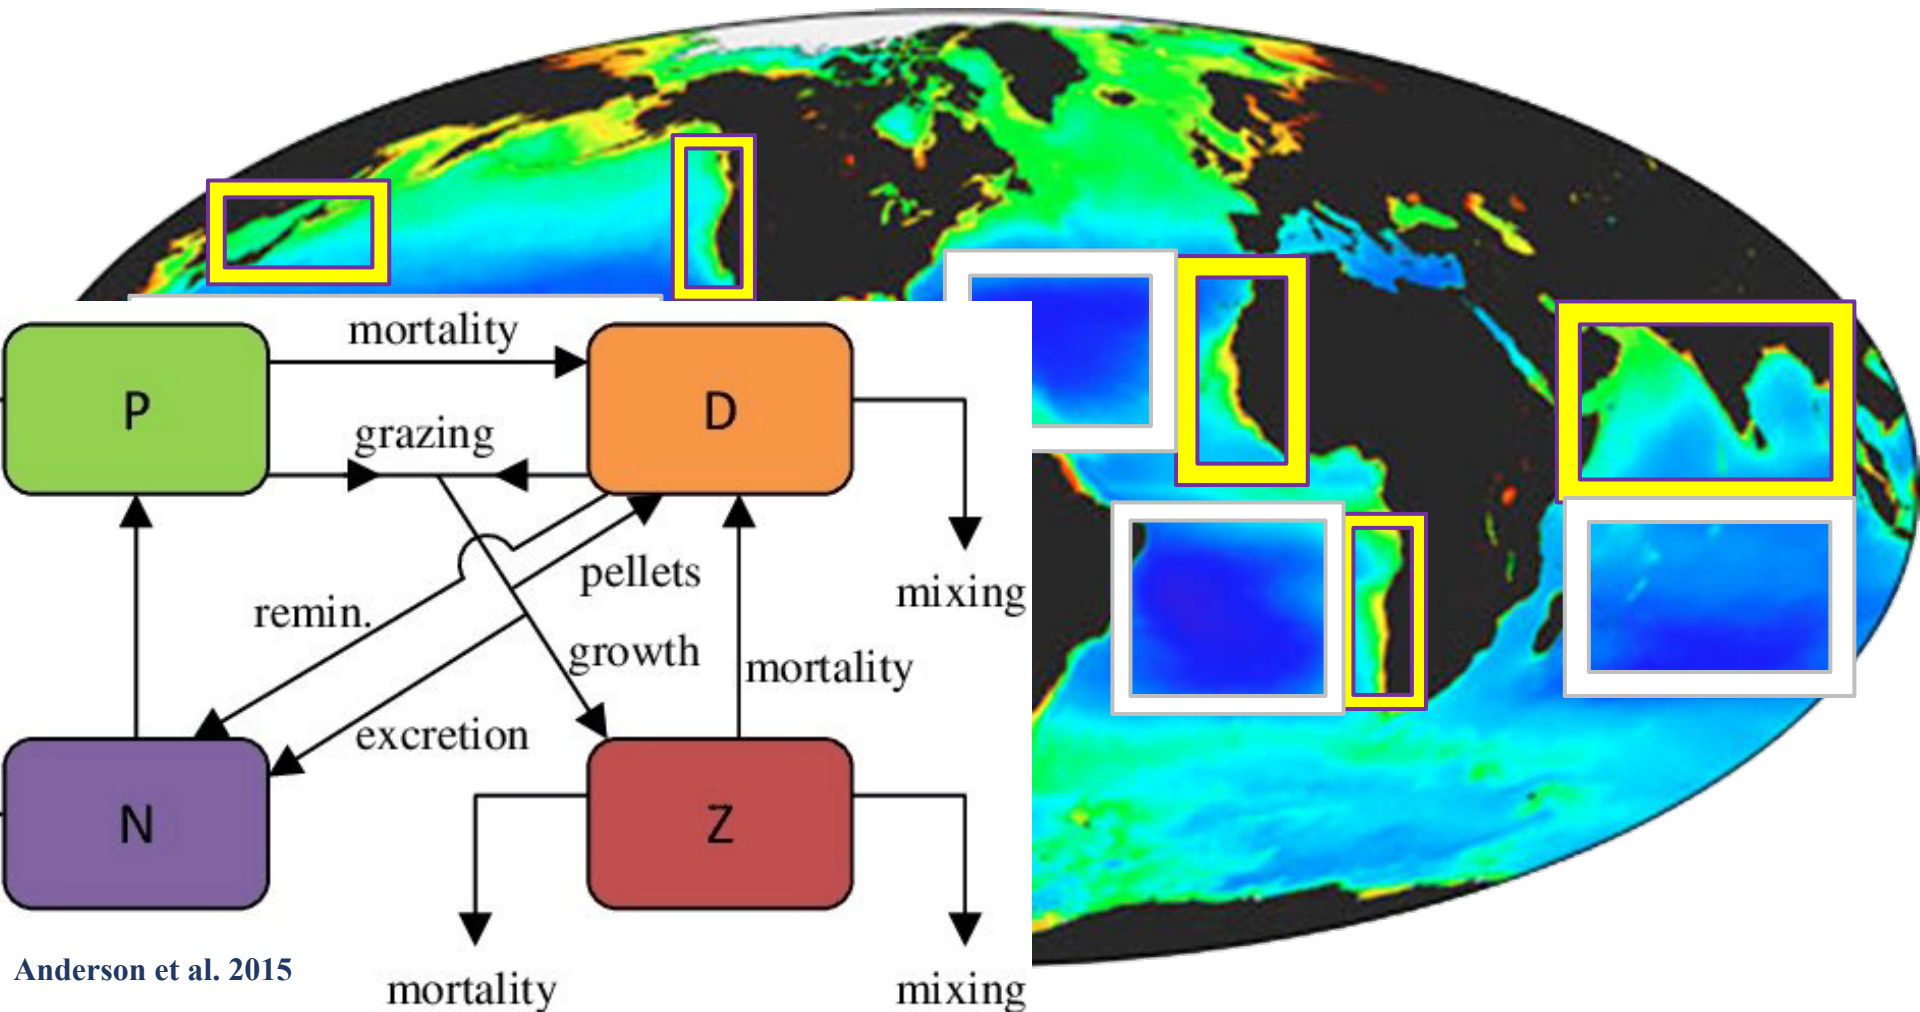 mortality
P
D
grazing
pellets
mixing
remin.
growth
mortality
excretion
N
Z
Anderson et al. 2015
mortality
mixing